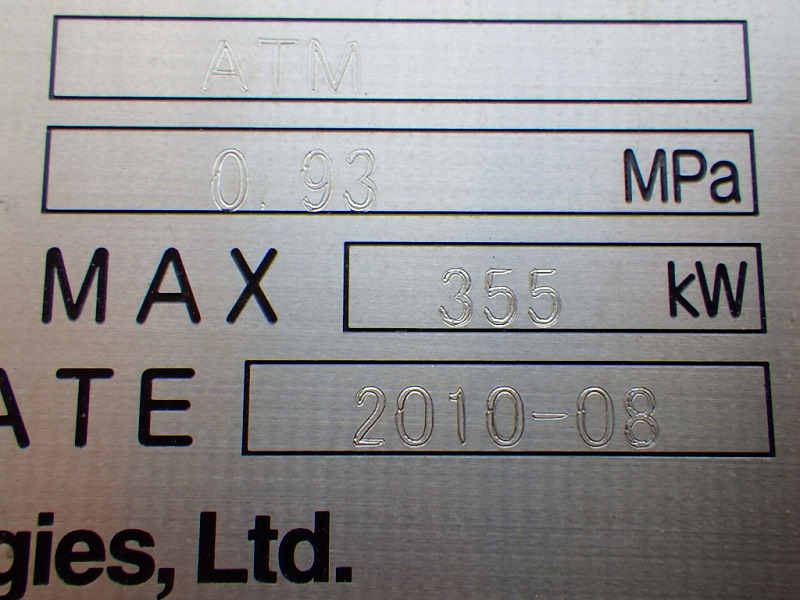 ATM
0.93 MPa
MAX 355 kW
ATE 2010-08
gies, Ltd.